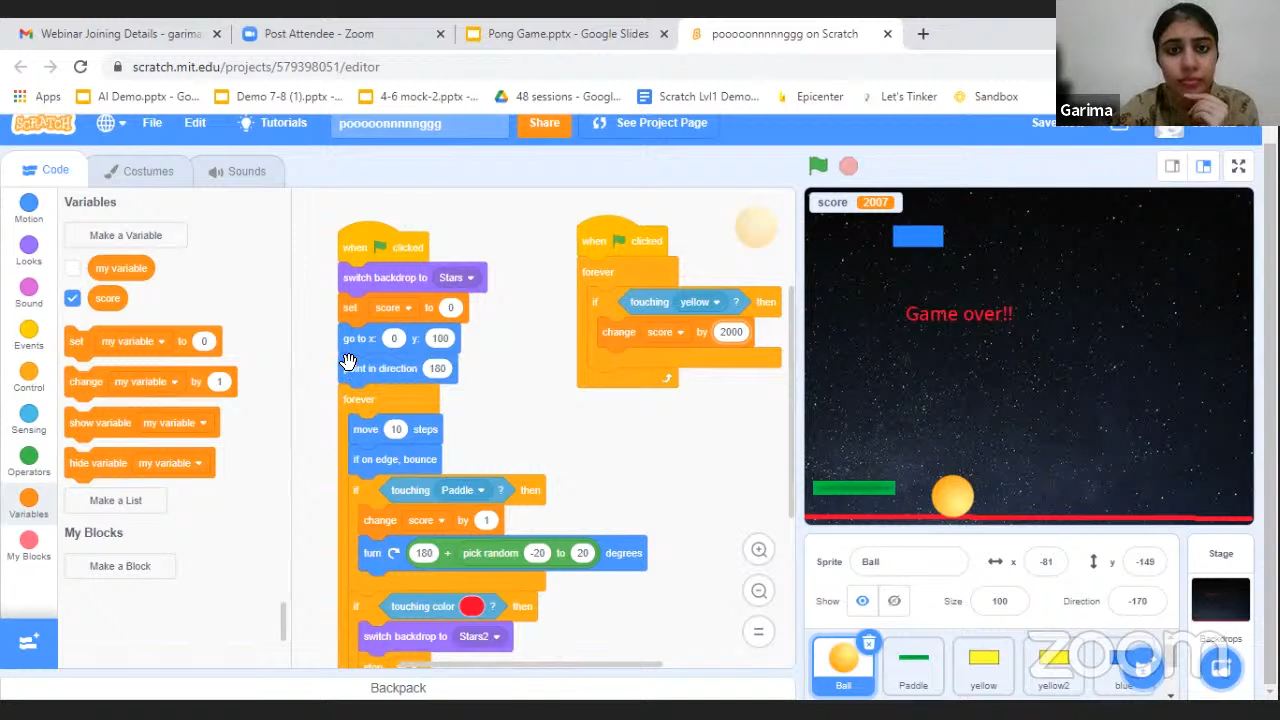 Webinar Joining Details - garima
Post Attendee - Zoom
Pong Game.pptx - Google Slides
pooooonnnnnggg on Scratch
scratch.mit.edu/projects/579398051/editor
Apps
AI Demo.pptx - Go...
Demo 7-8 (1).pptx -...
4-6 mock-2.pptx -...
48 sessions - Googl...
Scratch Lvl1 Demo...
Epicenter
Let's Tinker
Sandbox
Garima
SCRATCH
File
Edit
Tutorials
pooooonnnnnggg
Share
See Project Page
Code
Costumes
Sounds
Motion
Looks
Sound
Events
Control
Sensing
Operators
Variables
My Blocks
Variables
Make a Variable
my variable
score
set my variable to 0
change my variable by 1
show variable my variable
hide variable my variable
Make a List
My Blocks
Make a Block
when clicked
switch backdrop to Stars
set score to 0
go to x: 0 y: 100
in direction 180
forever
move 10 steps
if on edge, bounce
if touching Paddle ? then
change score by 1
turn 180 + pick random -20 to 20 degrees
if touching color ? then
switch backdrop to Stars2
when clicked
forever
if touching yellow ? then
change score by 2000
score 2007
Game over!!
Sprite Ball x -81 y -149
Show Size 100 Direction -170
Stage
Backdrops
Ball
Paddle
yellow
yellow2
blue
zoom
Backpack